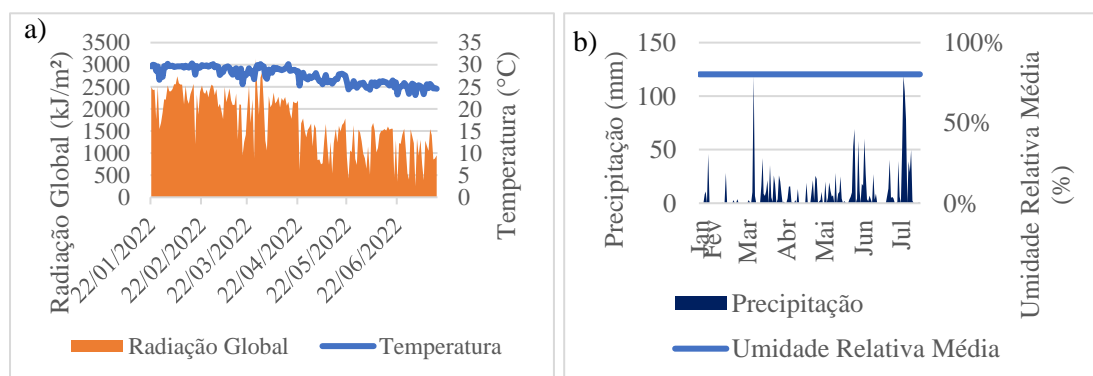 a)
Radiação Global (kJ/m²)
3500
3000
2500
2000
1500
1000
500
0
35
30
25
20
15
10
5
0
Temperatura (°C)
22/01/2022
22/02/2022
22/03/2022
22/04/2022
22/05/2022
22/06/2022
Radiação Global
Temperatura
b)
Precipitação (mm)
150
100
50
0
100%
50%
0%
Umidade Relativa Média
(%)
Jan
Fev
Mar
Abr
Mai
Jun
Jul
Precipitação
Umidade Relativa Média